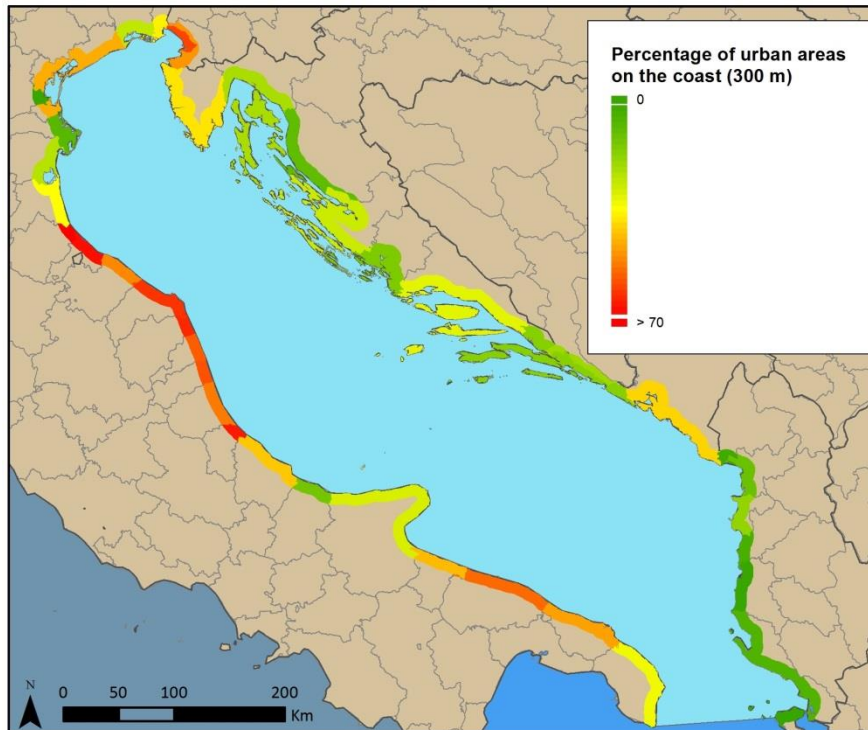 Percentage of urban areas
on the coast (300 m)
0
> 70
N
0 50 100 200
Km